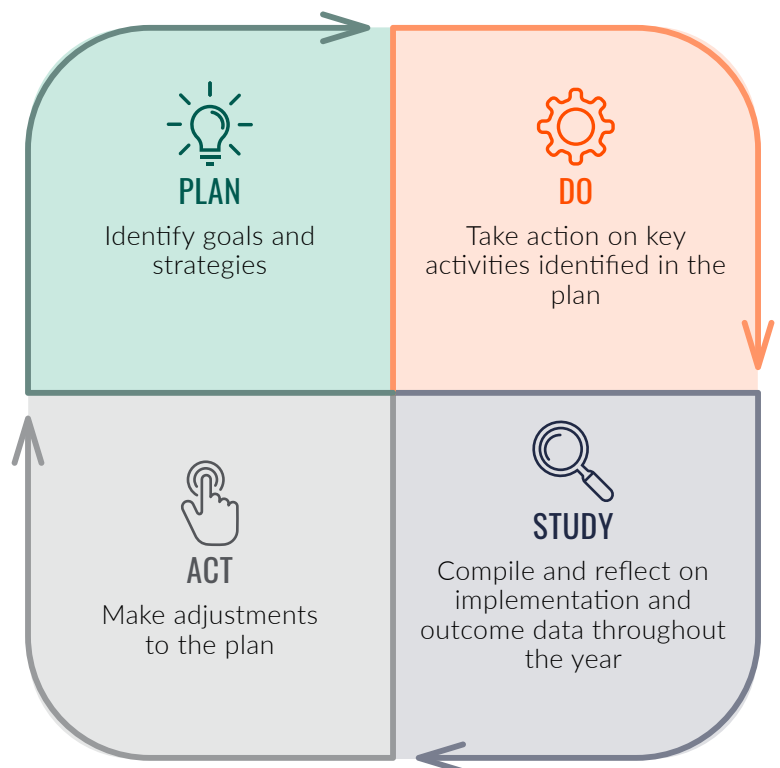 PLAN
Identify goals and
strategies
DO
Take action on key
activities identified in the
plan
STUDY
Compile and reflect on
implementation and
outcome data throughout
the year
ACT
Make adjustments
to the plan